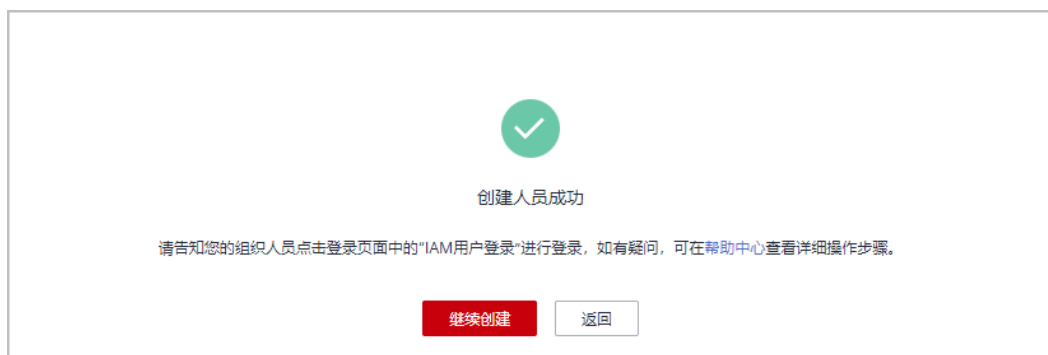 创建人员成功
请告知您的组织人员点击登录页面中的"IAM用户登录"进行登录，如有疑问，可在帮助中心查看详细操作步骤。
继续创建 返回